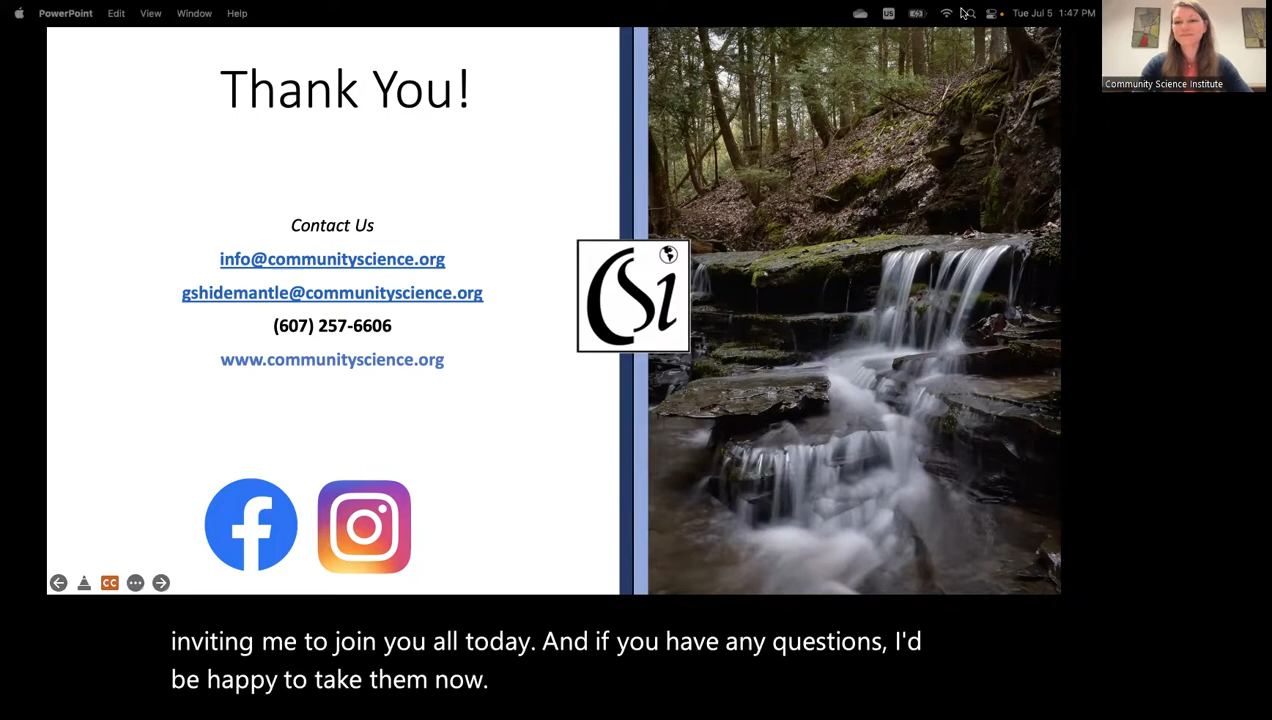 PowerPoint Edit View Window Help US Tue Jul 5 1:47 PM
Community Science Institute
Thank You!
Contact Us
info@communityscience.org
gshidemantle@communityscience.org
(607) 257-6606
www.communityscience.org
CSi
f
CC
inviting me to join you all today. And if you have any questions, I'd
be happy to take them now.